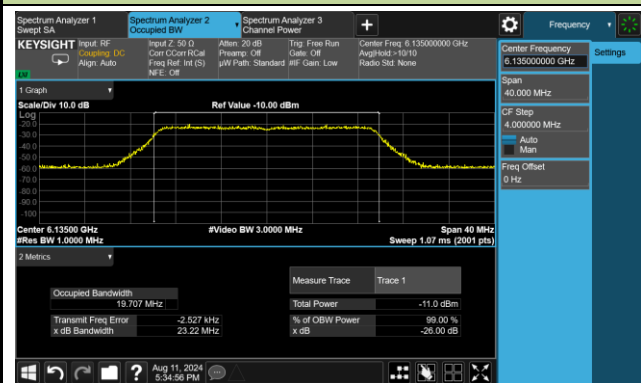 Spectrum Analyzer 1
Swept SA
Spectrum Analyzer 2
Occupied BW
Spectrum Analyzer 3
Channel Power
+
Frequency
KEYSIGHT
Input: RF
Coupling: DC
Align: Auto
Input Z: 50 Ω
Corr CCorr RCal
Freq Ref: Int (S)
NFE: Off
Atten: 20 dB
Preamp: Off
µW Path: Standard
Trig: Free Run
Gate: Off
#IF Gain: Low
Center Freq: 6.135000000 GHz
Avg|Hold:>10/10
Radio Std: None
Center Frequency
6.135000000 GHz
Settings
Span
40.000 MHz
CF Step
4.000000 MHz
Auto
Man
Freq Offset
0 Hz
1 Graph
Scale/Div 10.0 dB
Ref Value -10.00 dBm
Log
-20.0
-30.0
-40.0
-50.0
-60.0
-70.0
-80.0
-90.0
-100
Center 6.13500 GHz
#Video BW 3.0000 MHz
Span 40 MHz
#Res BW 1.0000 MHz
Sweep 1.07 ms (2001 pts)
2 Metrics
Measure Trace
Trace 1
Occupied Bandwidth
19.707 MHz
Total Power
-11.0 dBm
Transmit Freq Error
-2.527 kHz
% of OBW Power
99.00 %
x dB Bandwidth
23.22 MHz
x dB
-26.00 dB
?
Aug 11, 2024
5:34:56 PM